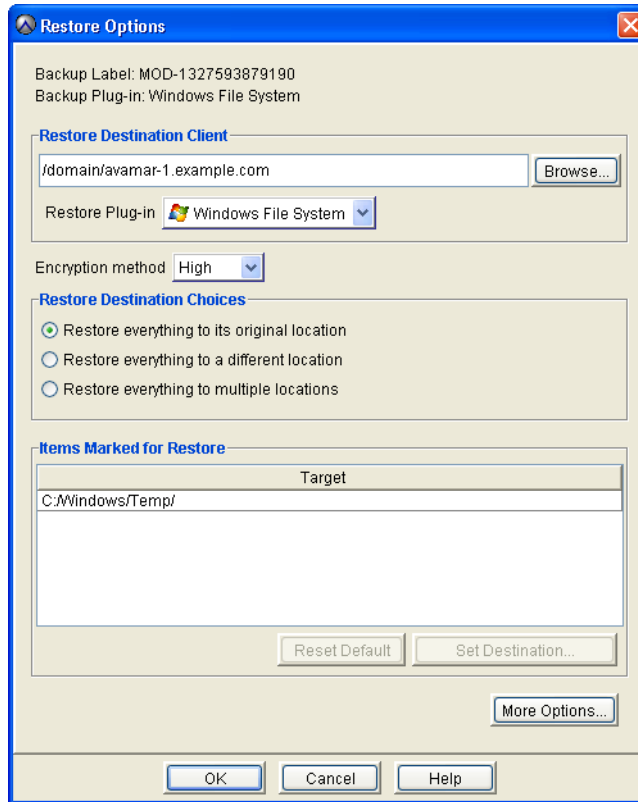 Restore Options
Backup Label: MOD-1327593879190
Backup Plug-in: Windows File System
Restore Destination Client
/domain/avamar-1.example.com
Browse...
Restore Plug-in Windows File System
Encryption method High
Restore Destination Choices
Restore everything to its original location
Restore everything to a different location
Restore everything to multiple locations
Items Marked for Restore
Target
C:/Windows/Temp/
Reset Default Set Destination...
More Options...
OK Cancel Help